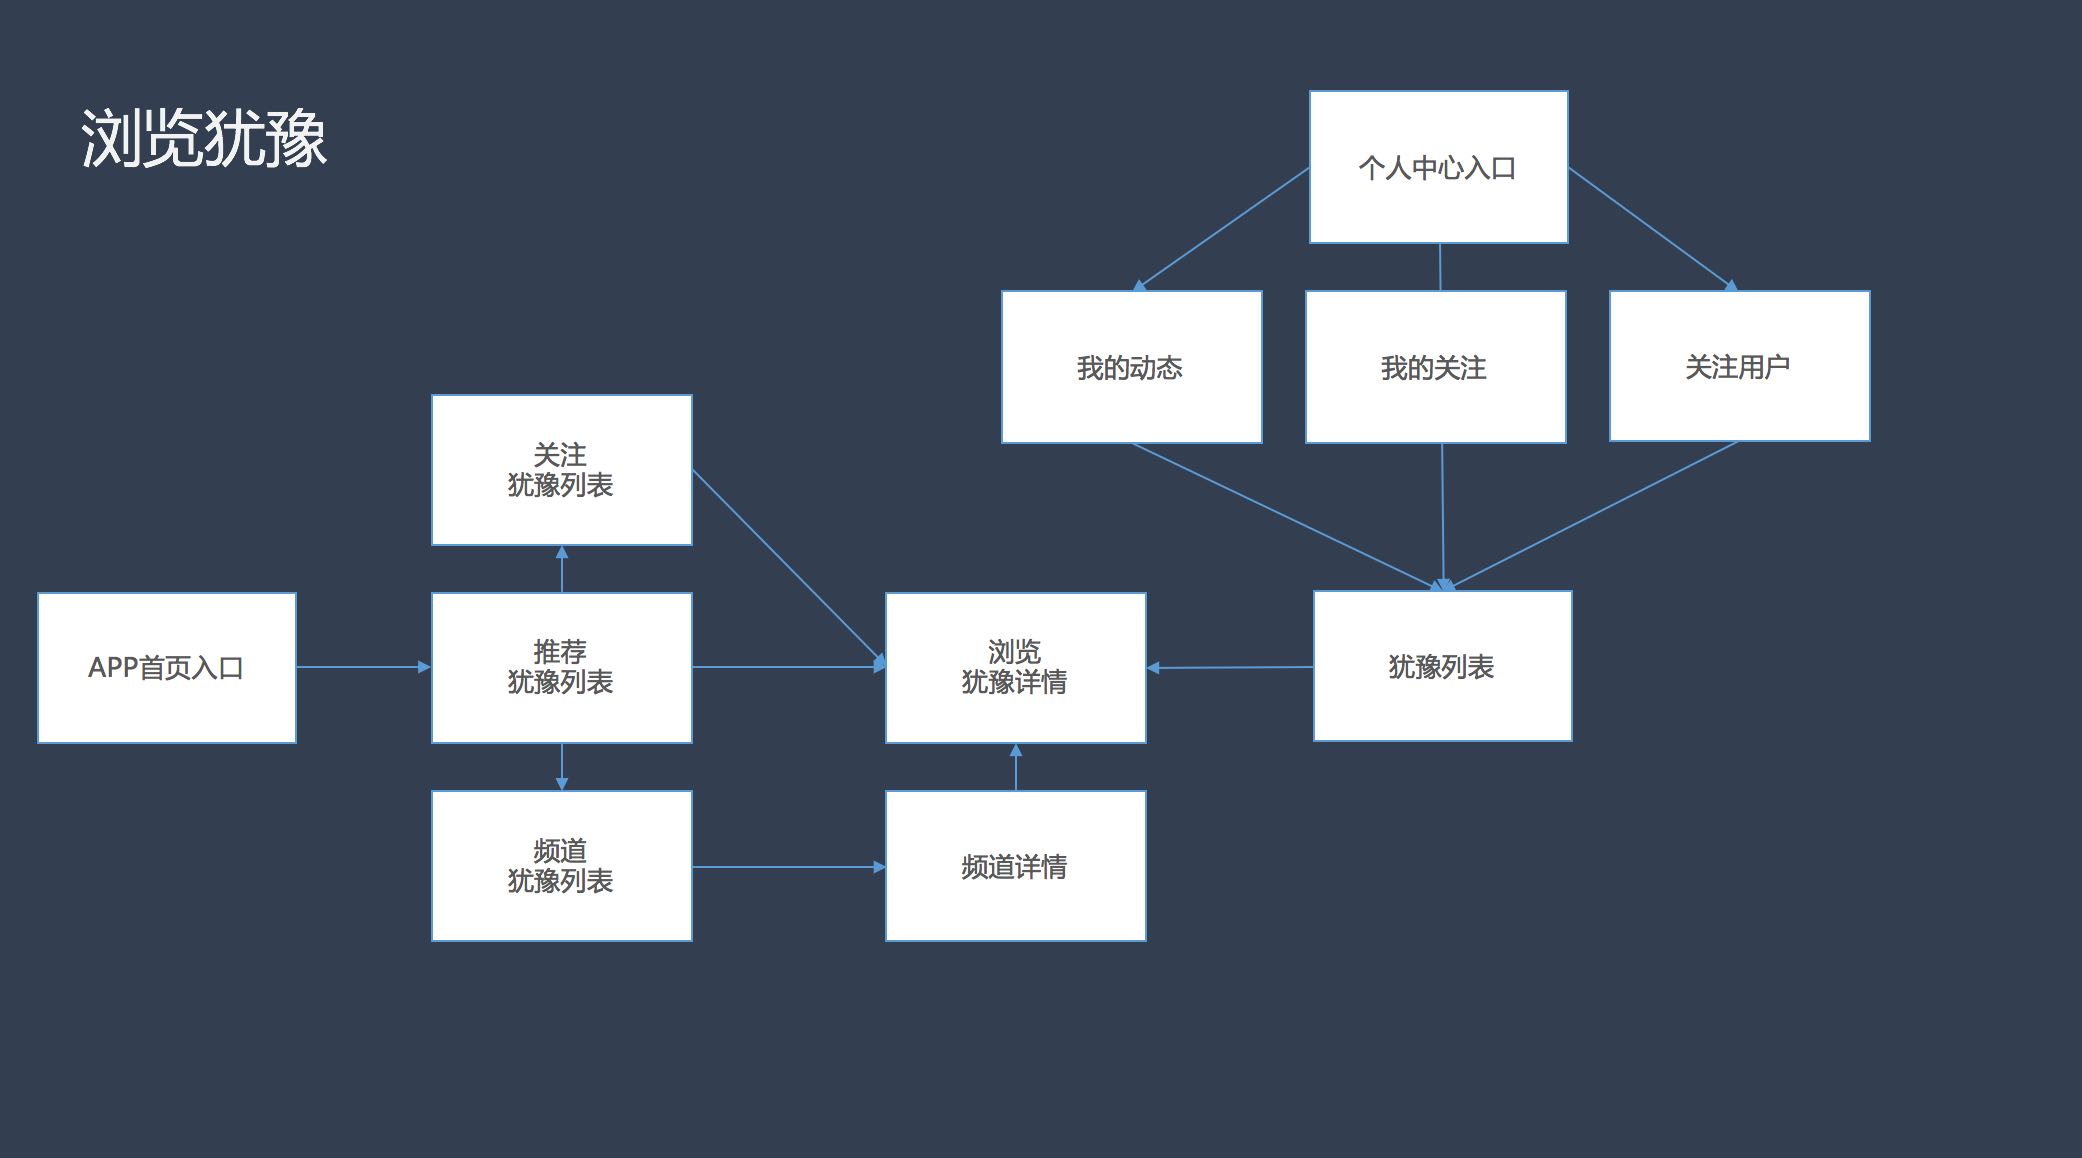 浏览犹豫
个人中心入口
我的动态
我的关注
关注用户
关注
犹豫列表
APP首页入口
推荐
犹豫列表
浏览
犹豫详情
犹豫列表
频道
犹豫列表
频道详情